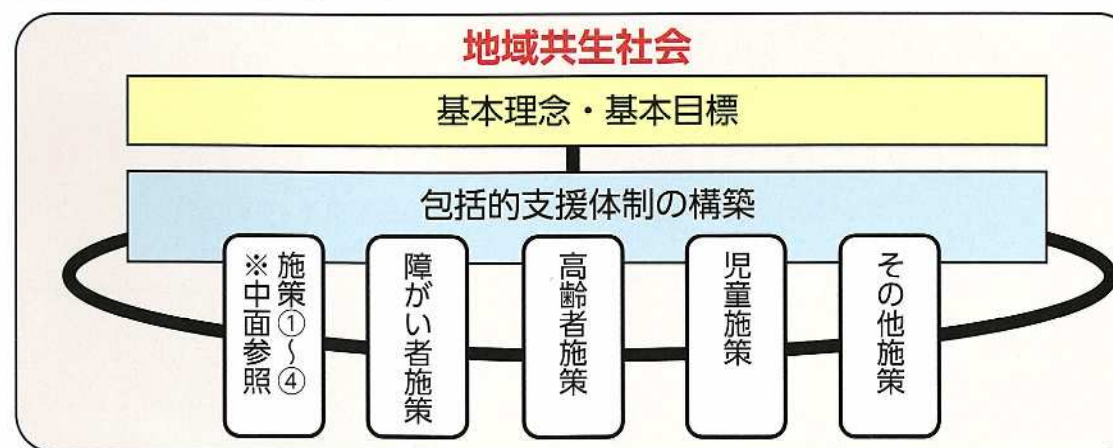 地域共生社会
基本理念・基本目標
包括的支援体制の構築
施策①～④
※中面参照
障がい者施策
高齢者施策
児童施策
その他施策